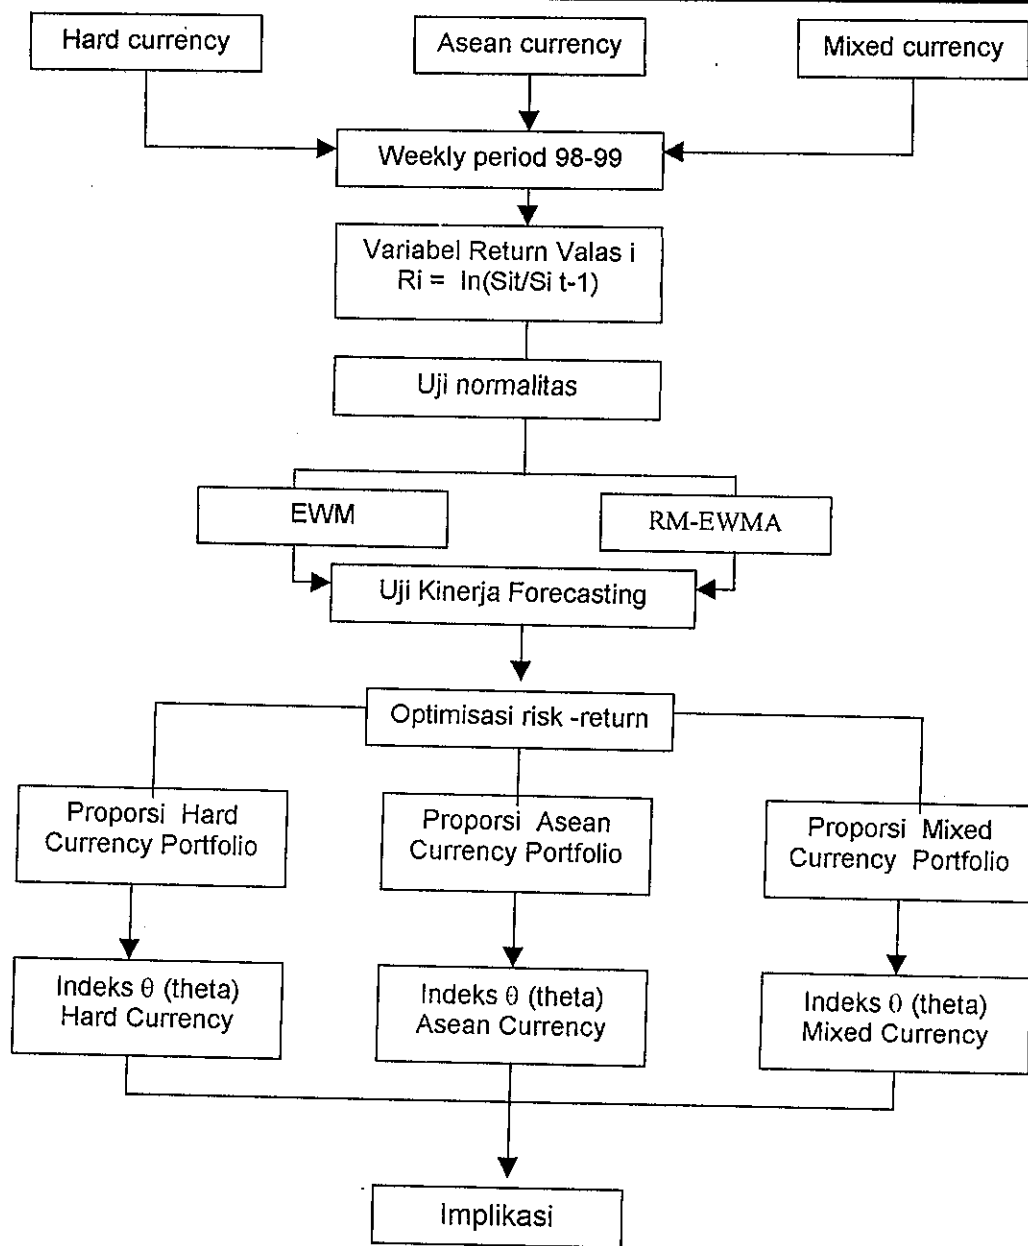 Hard currency
Asean currency
Mixed currency
Weekly period 98-99
Variabel Return Valas i
Ri = ln(Sit/Si t-1)
Uji normalitas
EWM
RM-EWMA
Uji Kinerja Forecasting
Optimisasi risk -return
Proporsi Hard
Currency Portfolio
Proporsi Asean
Currency Portfolio
Proporsi Mixed
Currency Portfolio
Indeks θ (theta)
Hard Currency
Indeks θ (theta)
Asean Currency
Indeks θ (theta)
Mixed Currency
Implikasi